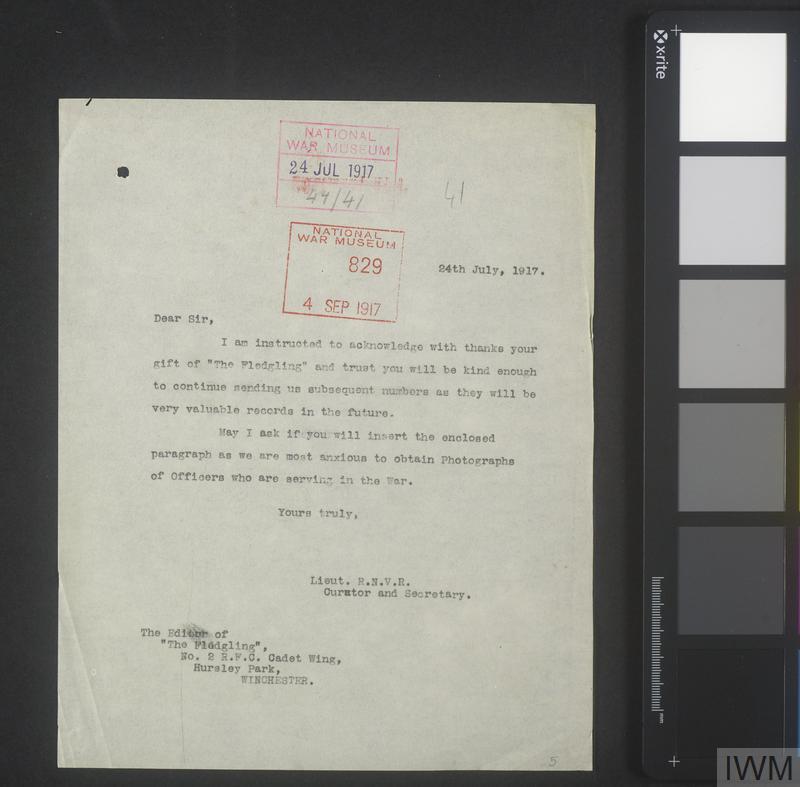 x·rite
NATIONAL
WAR MUSEUM
24 JUL 1917
44/41
41
NATIONAL
WAR MUSEUM
829
4 SEP 1917
24th July, 1917.
Dear Sir,
I am instructed to acknowledge with thanks your
gift of "The Fledgling" and trust you will be kind enough
to continue sending us subsequent numbers as they will be
very valuable records in the future.
May I ask if you will insert the enclosed
paragraph as we are most anxious to obtain Photographs
of Officers who are serving in the War.
Yours truly,
Lieut. R.N.V.R.
Curator and Secretary.
The Editor of
"The Fledgling",
No. 2 R.F.C. Cadet Wing,
Hursley Park,
WINCHESTER.
5
mm
IWM